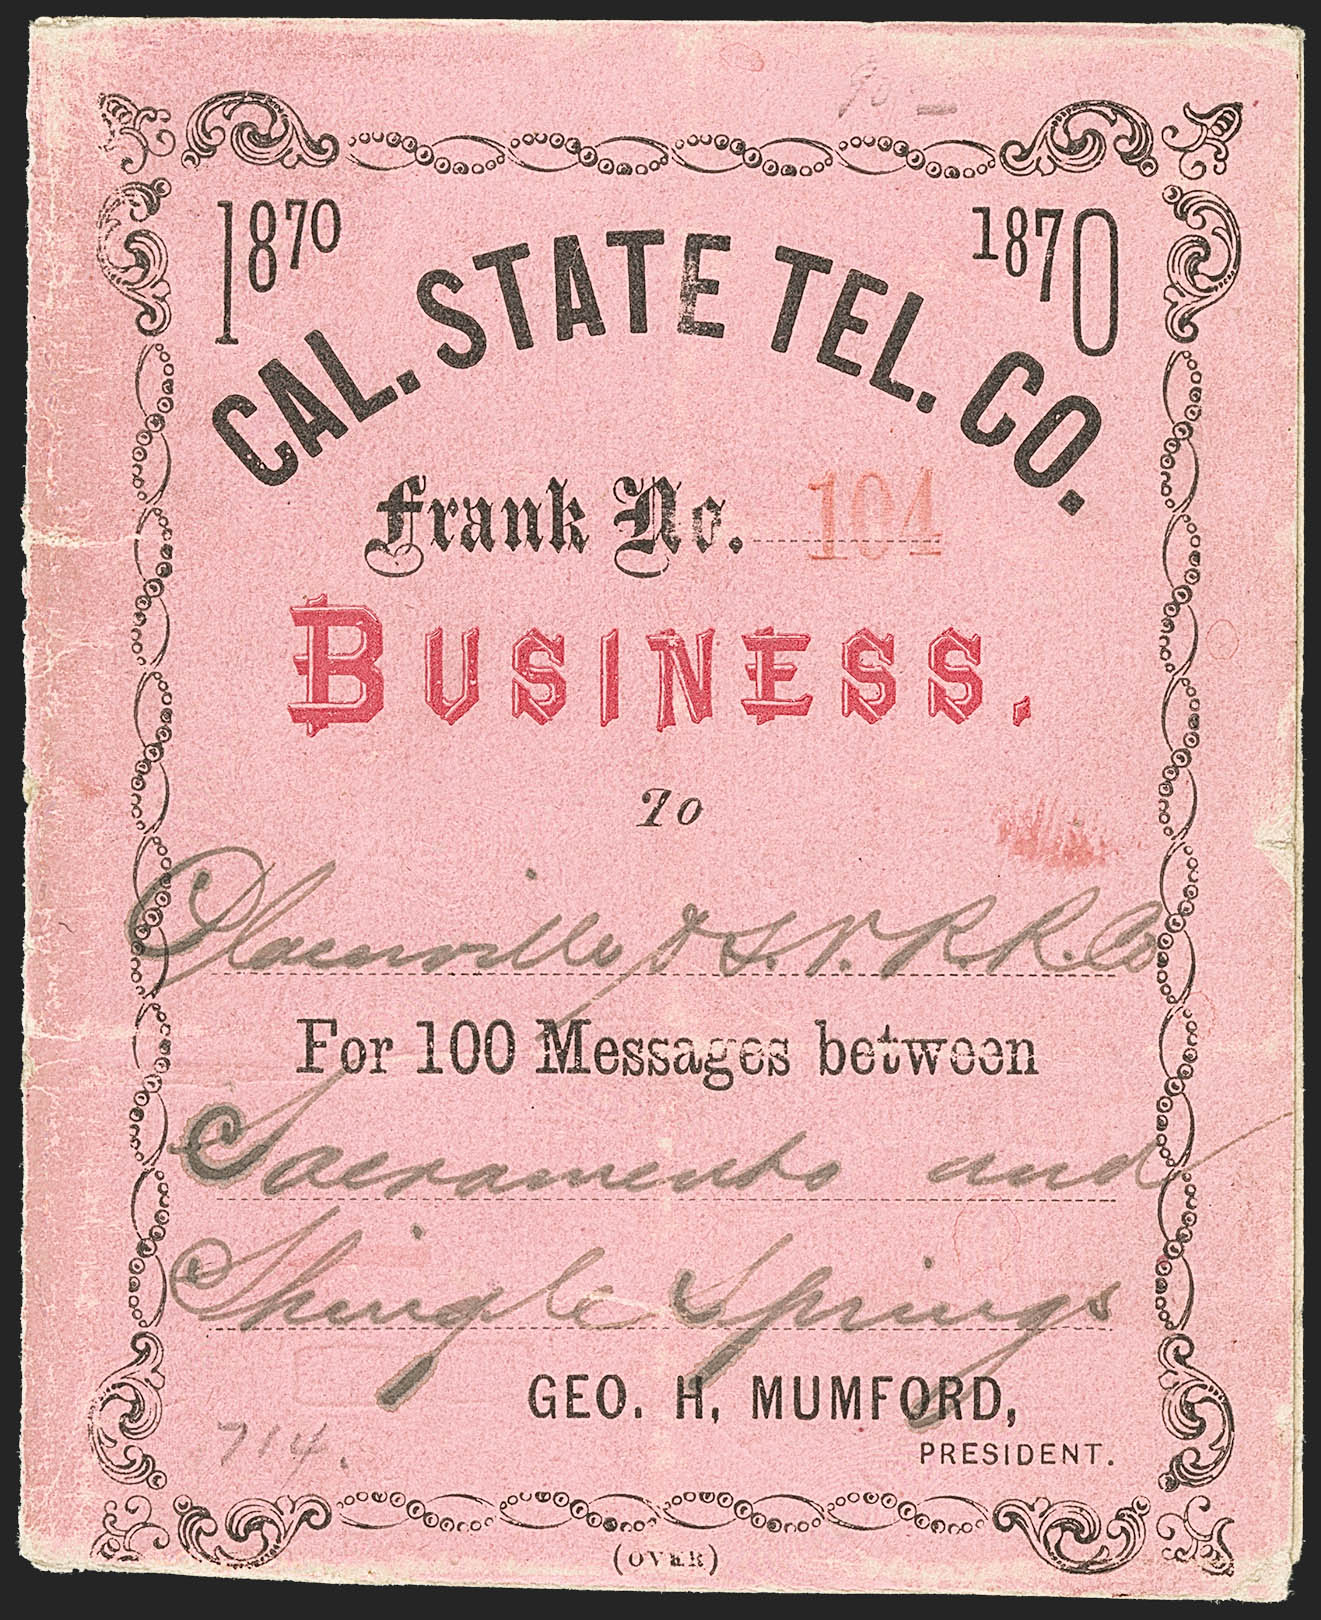 90 —
1870 1870
CAL. STATE TEL. CO.
Frank No. 104
BUSINESS,
To
Placerville & S. V. R. R. Co
For 100 Messages between
Sacramento and
Shingle Springs
GEO. H, MUMFORD,
PRESIDENT.
714.
(OVER)